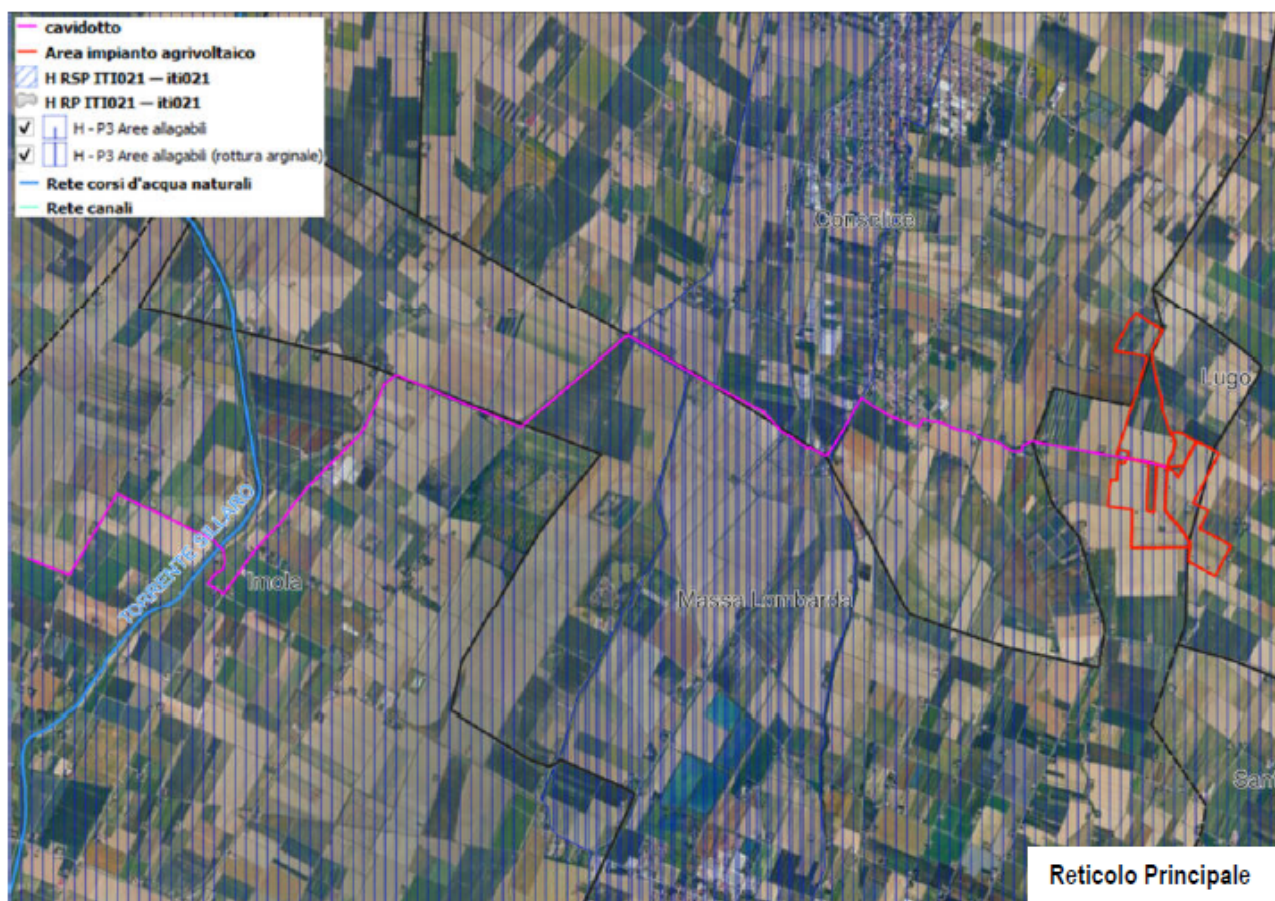 cavidotto
Area impianto agrivoltaico
H RSP ITI021 — iti021
H RP ITI021 — iti021
H - P3 Aree allagabili
H - P3 Aree allagabili (rottura arginale)
Rete corsi d'acqua naturali
Rete canali
Conselice
Lugo
TORRENTE SILLARO
Imola
Massa Lombarda
San
Reticolo Principale